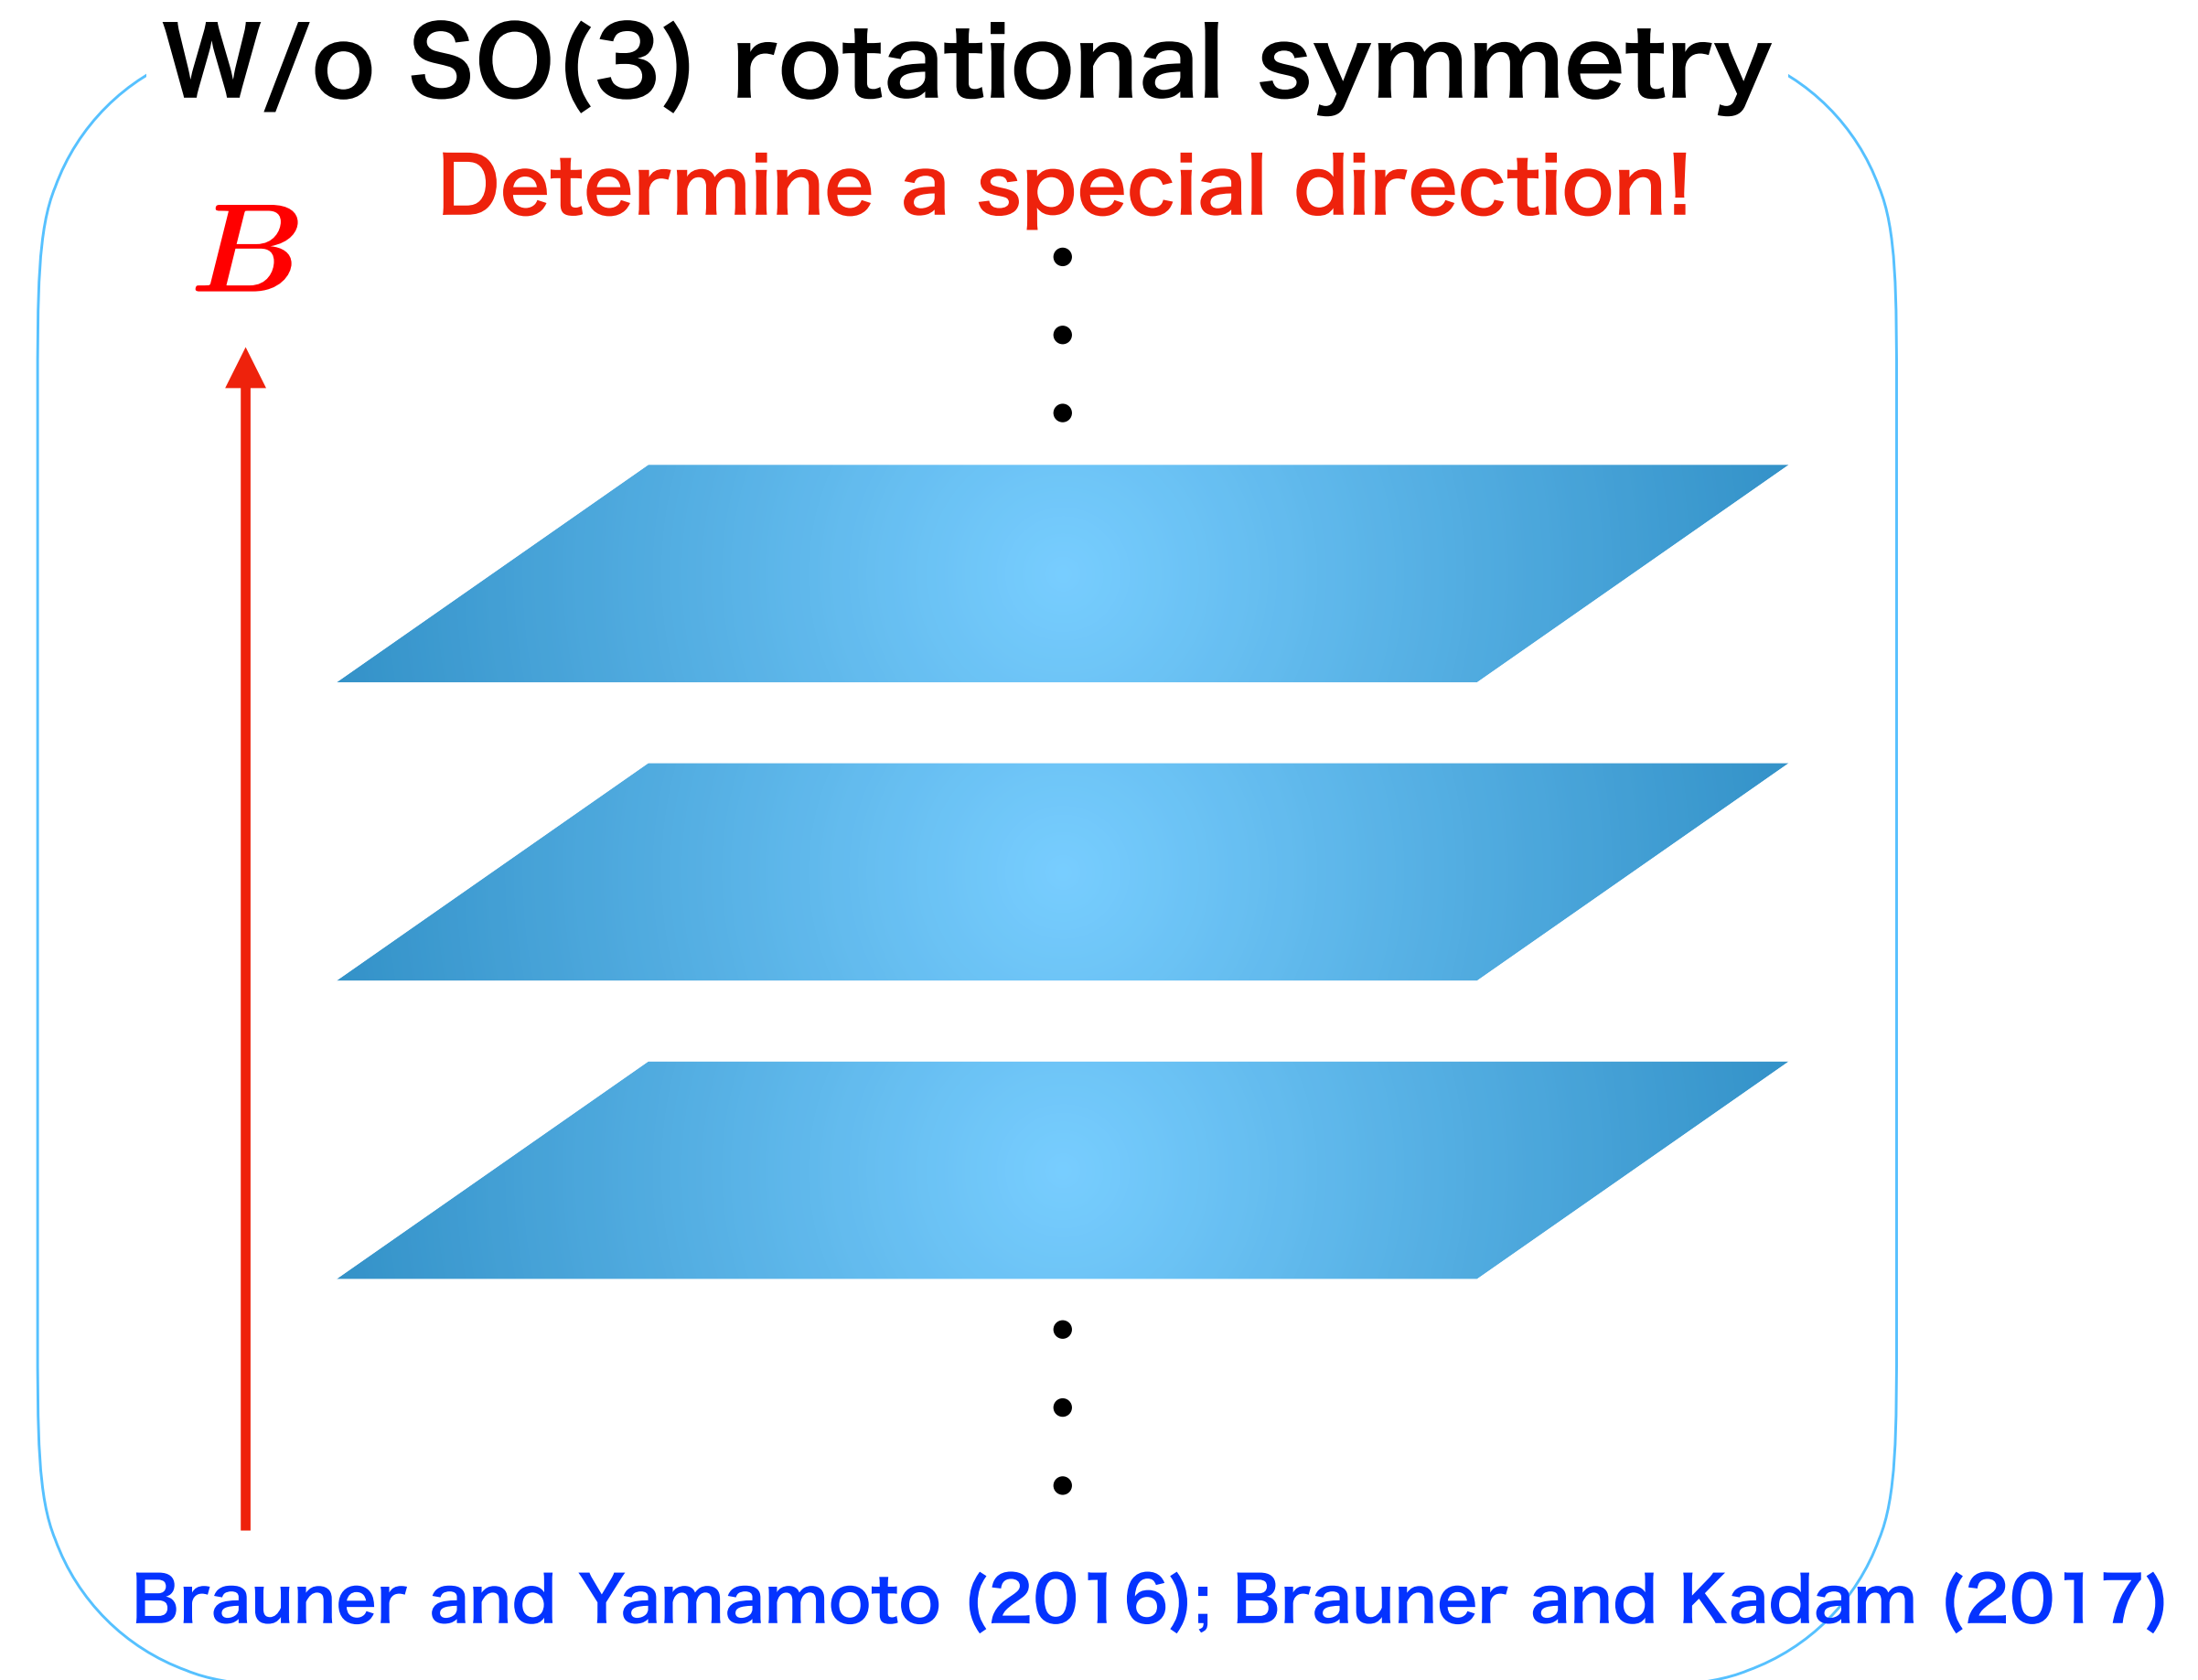 W/o SO(3) rotational symmetry
Determine a special direction!
B
Brauner and Yamamoto (2016); Brauner and Kadam (2017)